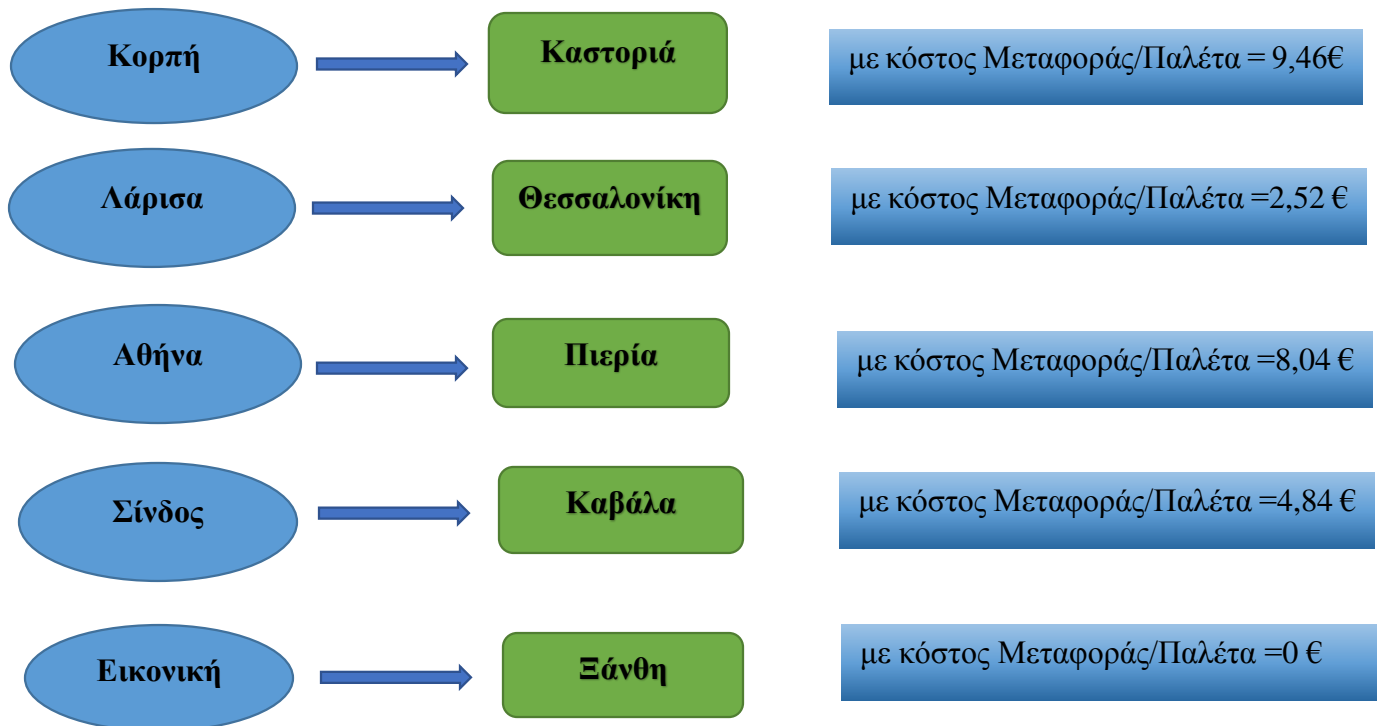 Κορπή
Καστοριά
με κόστος Μεταφοράς/Παλέτα = 9,46€
Λάρισα
Θεσσαλονίκη
με κόστος Μεταφοράς/Παλέτα =2,52 €
Αθήνα
Πιερία
με κόστος Μεταφοράς/Παλέτα =8,04 €
Σίνδος
Καβάλα
με κόστος Μεταφοράς/Παλέτα =4,84 €
Εικονική
Ξάνθη
με κόστος Μεταφοράς/Παλέτα =0 €